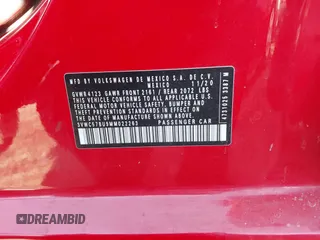 MFD BY VOLKSWAGEN DE MEXICO S.A. DE C.V.
MEXICO 11/20
GVWR4123 GAWR FRONT 2161 / REAR 2072 LBS
THIS VEHICLE CONFORMS TO ALL APPLICABLE
FEDERAL MOTOR VEHICLE SAFETY, BUMPER AND
THEFT PREVENTION STANDARDS IN EFFECT ON
THE DATE OF MANUFACTURE SHOWN ABOVE
3VWC57BU9MM022263 PASSENGER CAR
DREAMBID